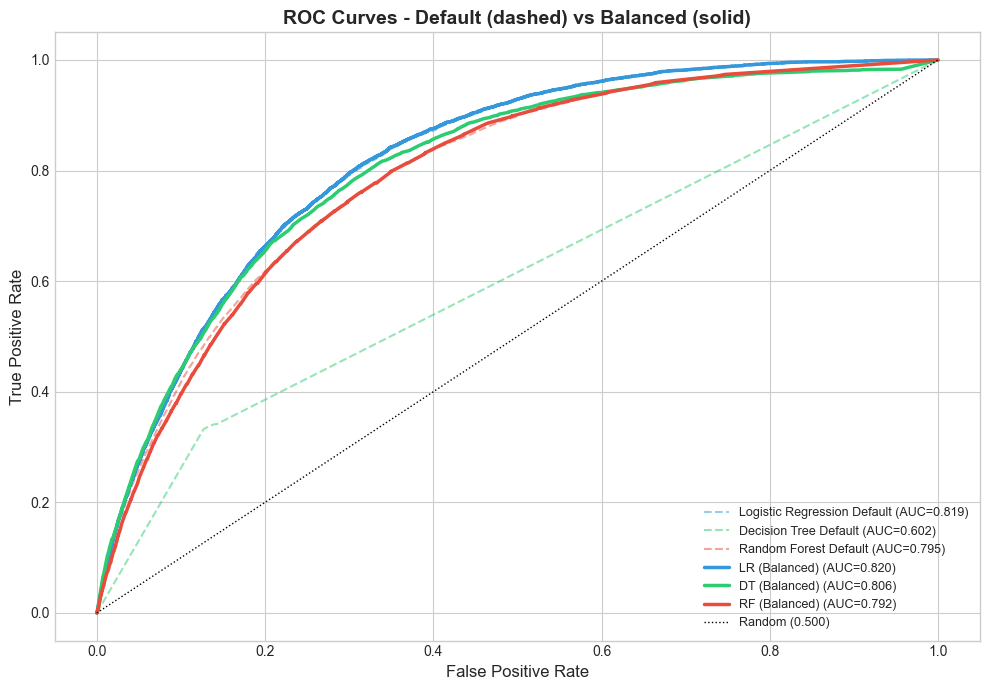 ROC Curves - Default (dashed) vs Balanced (solid)
True Positive Rate
1.0
0.8
0.6
0.4
0.2
0.0
Logistic Regression Default (AUC=0.819)
Decision Tree Default (AUC=0.602)
Random Forest Default (AUC=0.795)
LR (Balanced) (AUC=0.820)
DT (Balanced) (AUC=0.806)
RF (Balanced) (AUC=0.792)
Random (0.500)
0.0 0.2 0.4 0.6 0.8 1.0
False Positive Rate